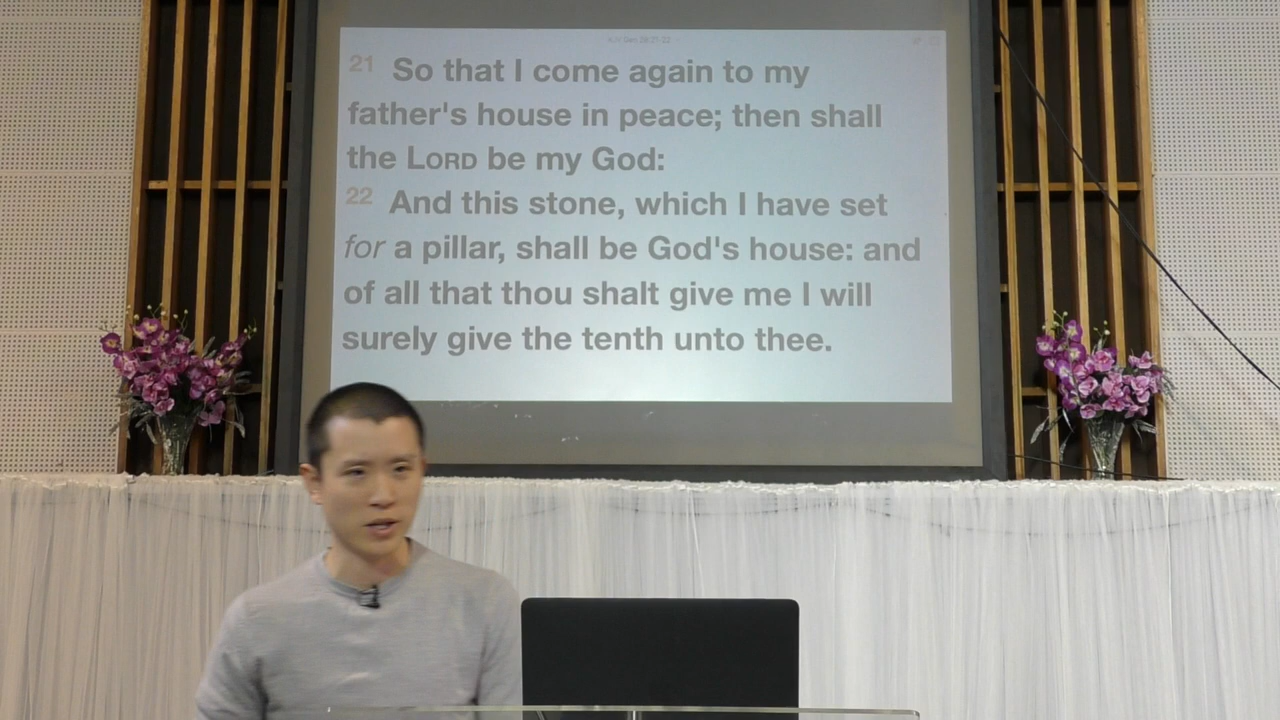 21 So that I come again to my
father's house in peace; then shall
the LORD be my God:
22 And this stone, which I have set
for a pillar, shall be God's house: and
of all that thou shalt give me I will
surely give the tenth unto thee.